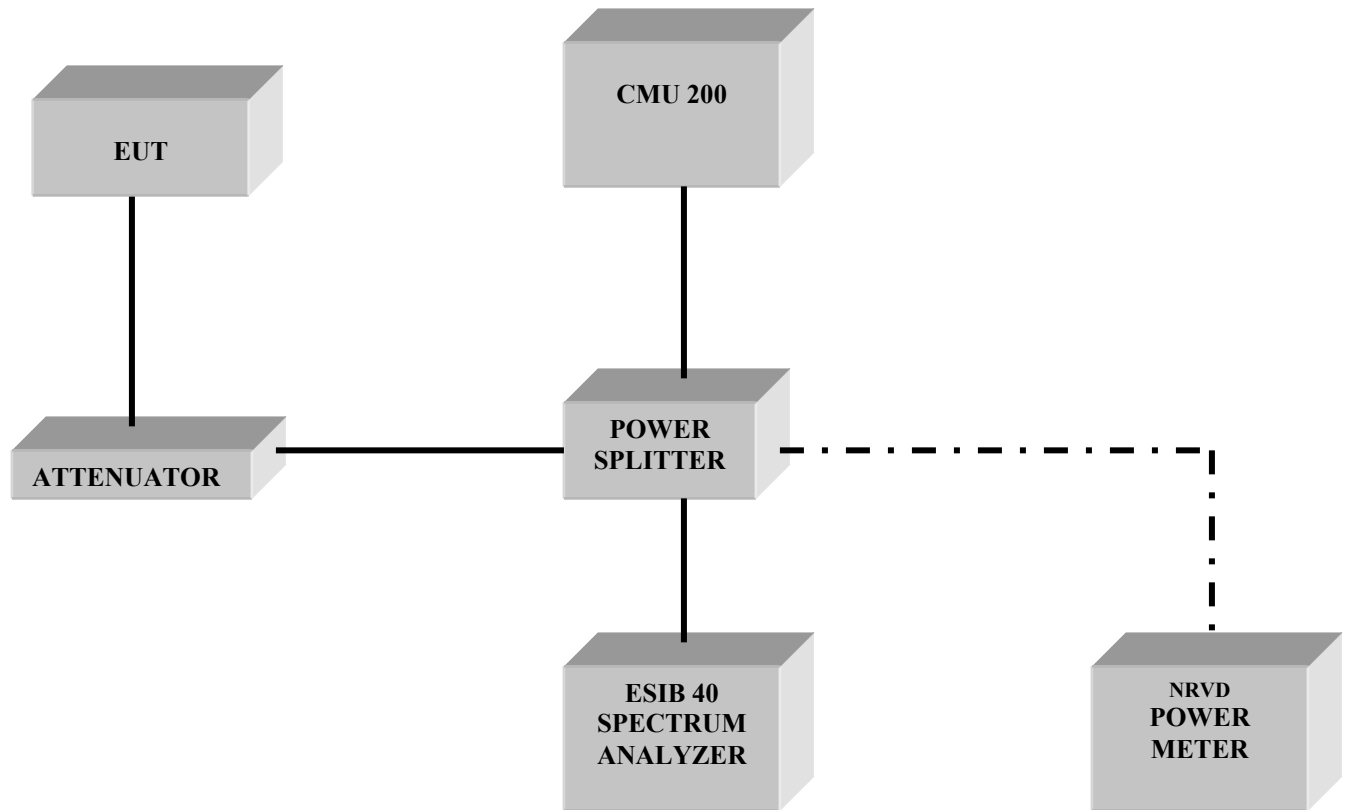 CMU 200
EUT
POWER
SPLITTER
ATTENUATOR
ESIB 40
SPECTRUM
ANALYZER
NRVD
POWER
METER